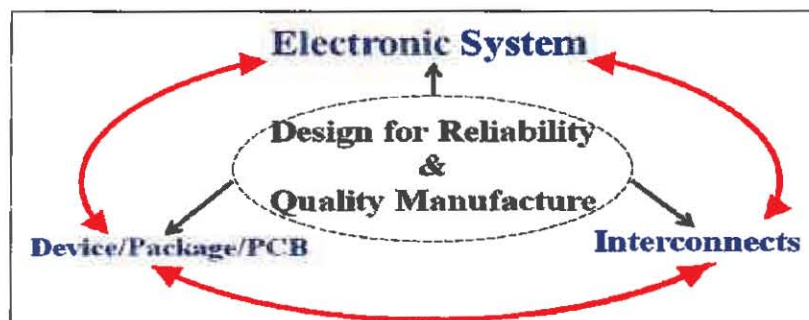 Electronic System
Design for Reliability
&
Quality Manufacture
Device/Package/PCB
Interconnects